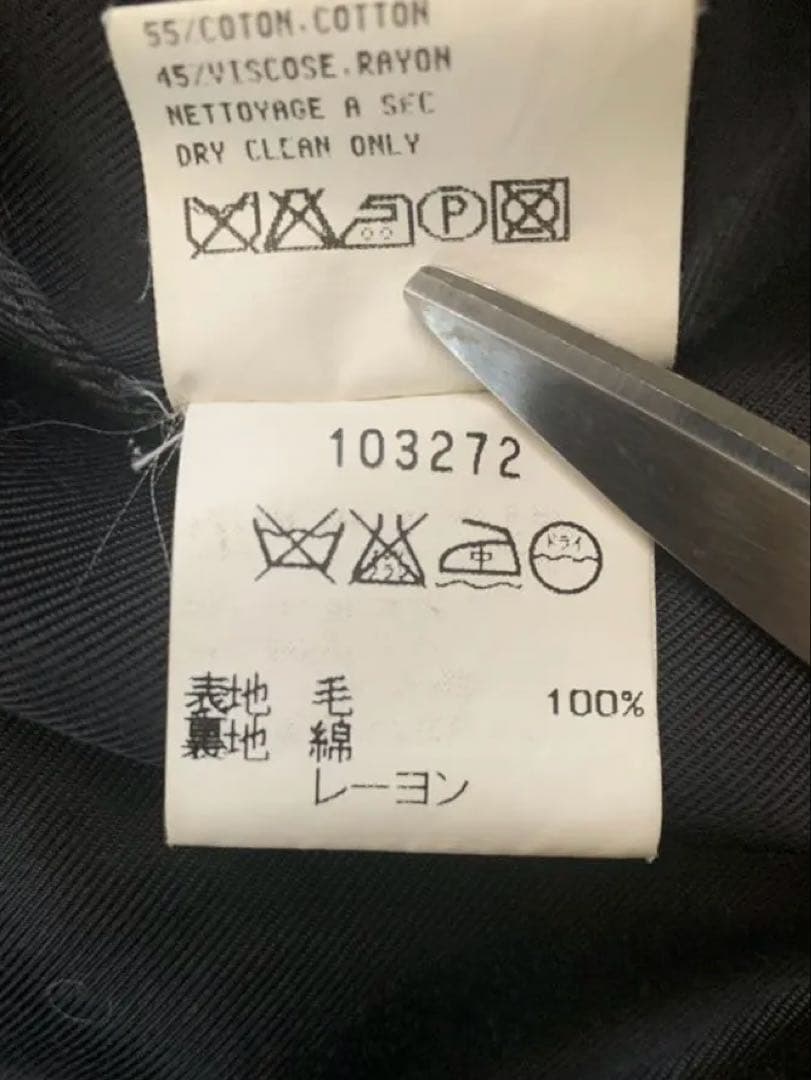 55/COTON.COTTON
45/VISCOSE.RAYON
NETTOYAGE A SEC
DRY CLEAN ONLY
P
103272
中 ドライ
表地 毛 100%
裏地 綿
レーヨン